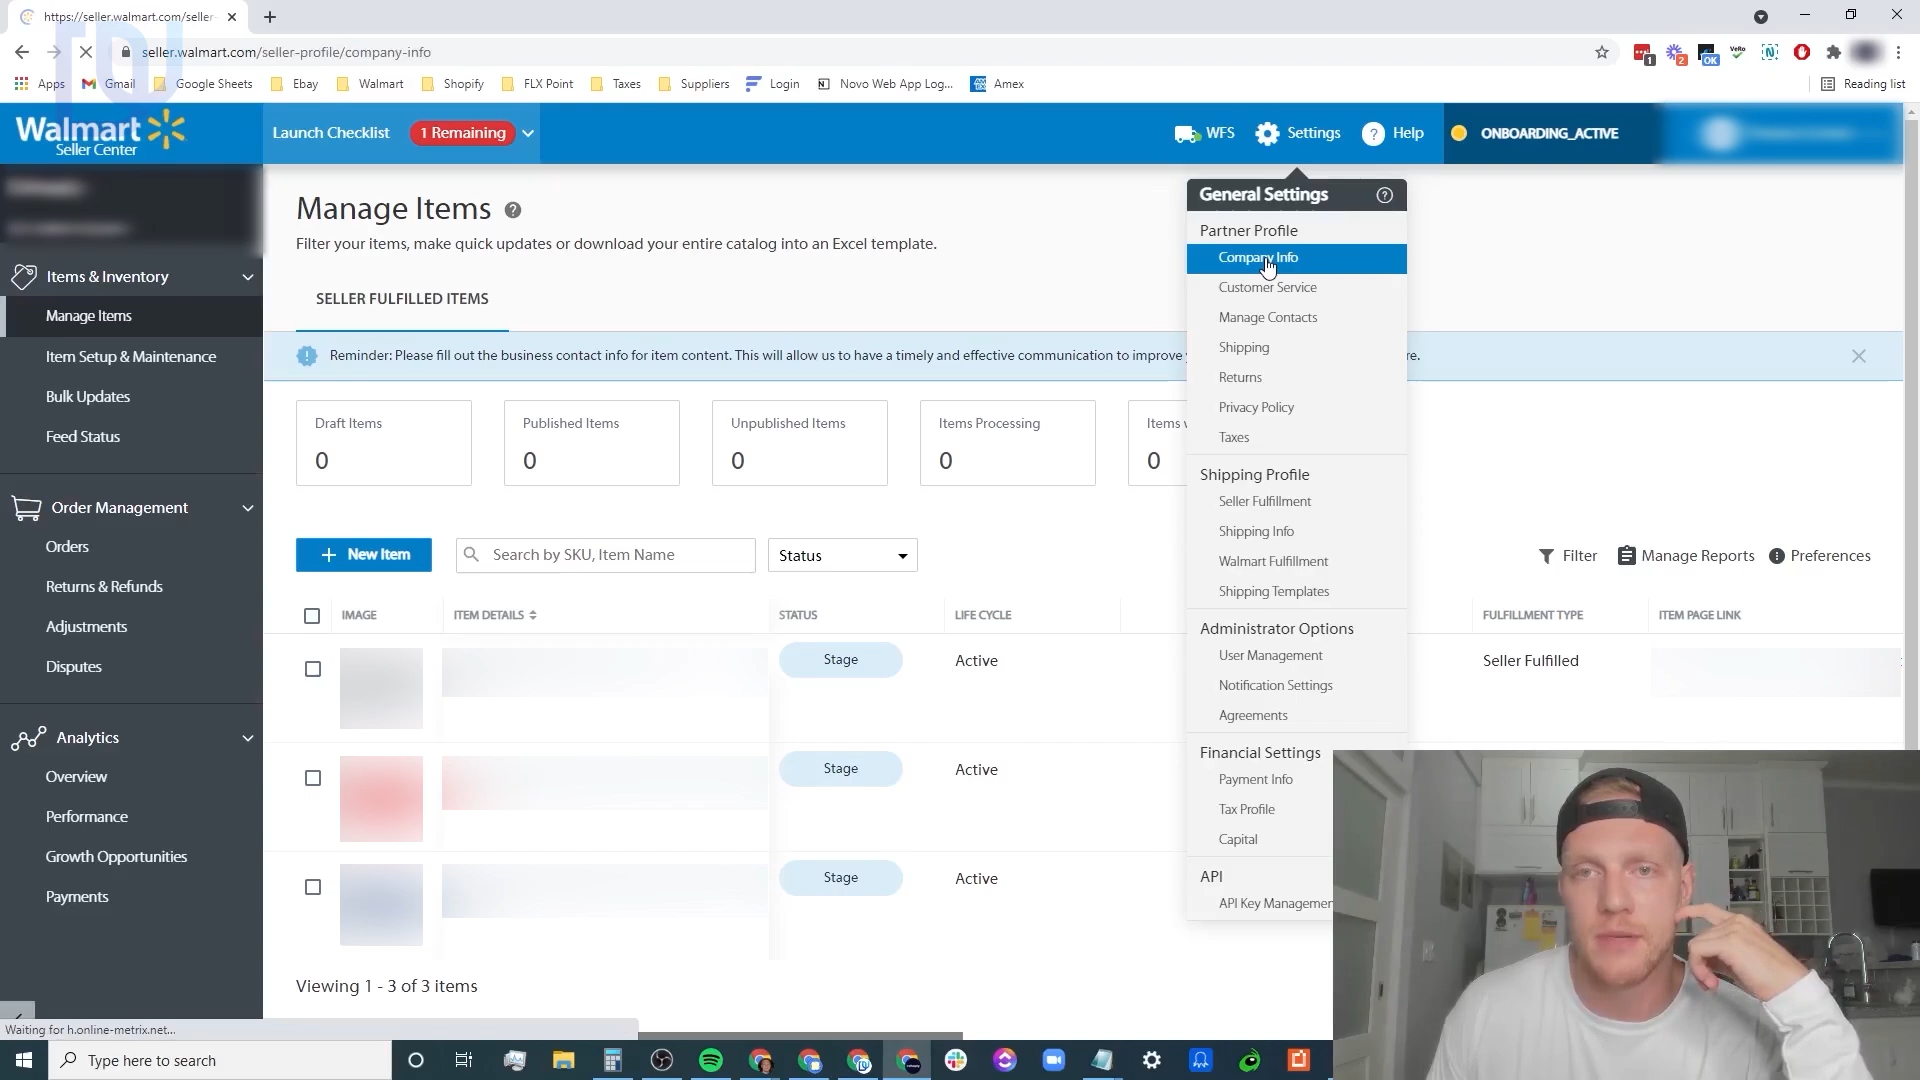 https://seller.walmart.com/seller-
seller.walmart.com/seller-profile/company-info
1
2
OK
VeRo
Apps
Gmail
Google Sheets
Ebay
Walmart
Shopify
FLX Point
Taxes
Suppliers
Login
Novo Web App Log...
Amex
Reading list
Walmart
Seller Center
Launch Checklist
1 Remaining
WFS
Settings
Help
ONBOARDING_ACTIVE
Items & Inventory
Manage Items
Item Setup & Maintenance
Bulk Updates
Feed Status
Order Management
Orders
Returns & Refunds
Adjustments
Disputes
Analytics
Overview
Performance
Growth Opportunities
Payments
Manage Items
Filter your items, make quick updates or download your entire catalog into an Excel template.
SELLER FULFILLED ITEMS
Reminder: Please fill out the business contact info for item content. This will allow us to have a timely and effective communication to improve
re.
Draft Items
0
Published Items
0
Unpublished Items
0
Items Processing
0
Items
0
New Item
Search by SKU, Item Name
Status
Filter
Manage Reports
Preferences
IMAGE
ITEM DETAILS
STATUS
LIFE CYCLE
FULFILLMENT TYPE
ITEM PAGE LINK
Stage
Active
Seller Fulfilled
Stage
Active
Stage
Active
Viewing 1 - 3 of 3 items
General Settings
Partner Profile
Company Info
Customer Service
Manage Contacts
Shipping
Returns
Privacy Policy
Taxes
Shipping Profile
Seller Fulfillment
Shipping Info
Walmart Fulfillment
Shipping Templates
Administrator Options
User Management
Notification Settings
Agreements
Financial Settings
Payment Info
Tax Profile
Capital
API
API Key Managemen
Waiting for h.online-metrix.net...
Type here to search